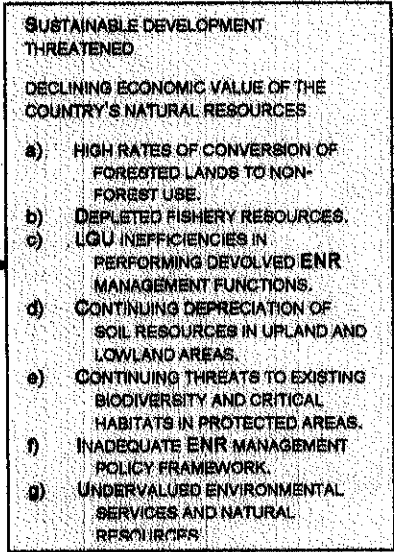 SUSTAINABLE DEVELOPMENT
THREATENED
DECLINING ECONOMIC VALUE OF THE
COUNTRY'S NATURAL RESOURCES
a) HIGH RATES OF CONVERSION OF
FORESTED LANDS TO NON-
FOREST USE.
b) DEPLETED FISHERY RESOURCES.
c) LGU INEFFICIENCIES IN
PERFORMING DEVOLVED ENR
MANAGEMENT FUNCTIONS.
d) CONTINUING DEPRECIATION OF
SOIL RESOURCES IN UPLAND AND
LOWLAND AREAS.
e) CONTINUING THREATS TO EXISTING
BIODIVERSITY AND CRITICAL
HABITATS IN PROTECTED AREAS.
f) INADEQUATE ENR MANAGEMENT
POLICY FRAMEWORK.
g) UNDERVALUED ENVIRONMENTAL
SERVICES AND NATURAL
RESOURCES